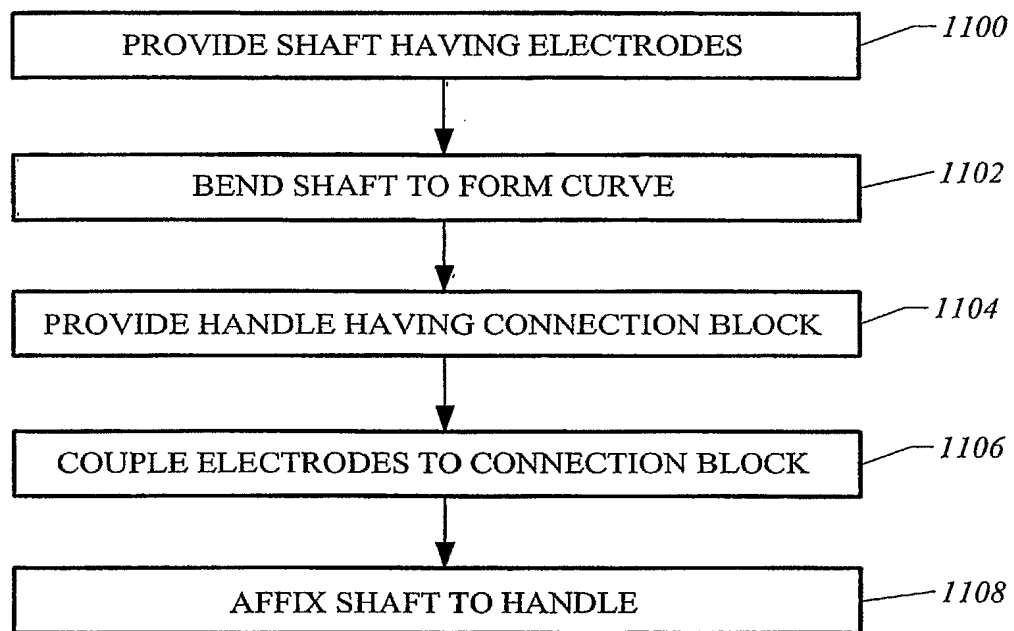 PROVIDE SHAFT HAVING ELECTRODES
1100
BEND SHAFT TO FORM CURVE
1102
PROVIDE HANDLE HAVING CONNECTION BLOCK
1104
COUPLE ELECTRODES TO CONNECTION BLOCK
1106
AFFIX SHAFT TO HANDLE
1108